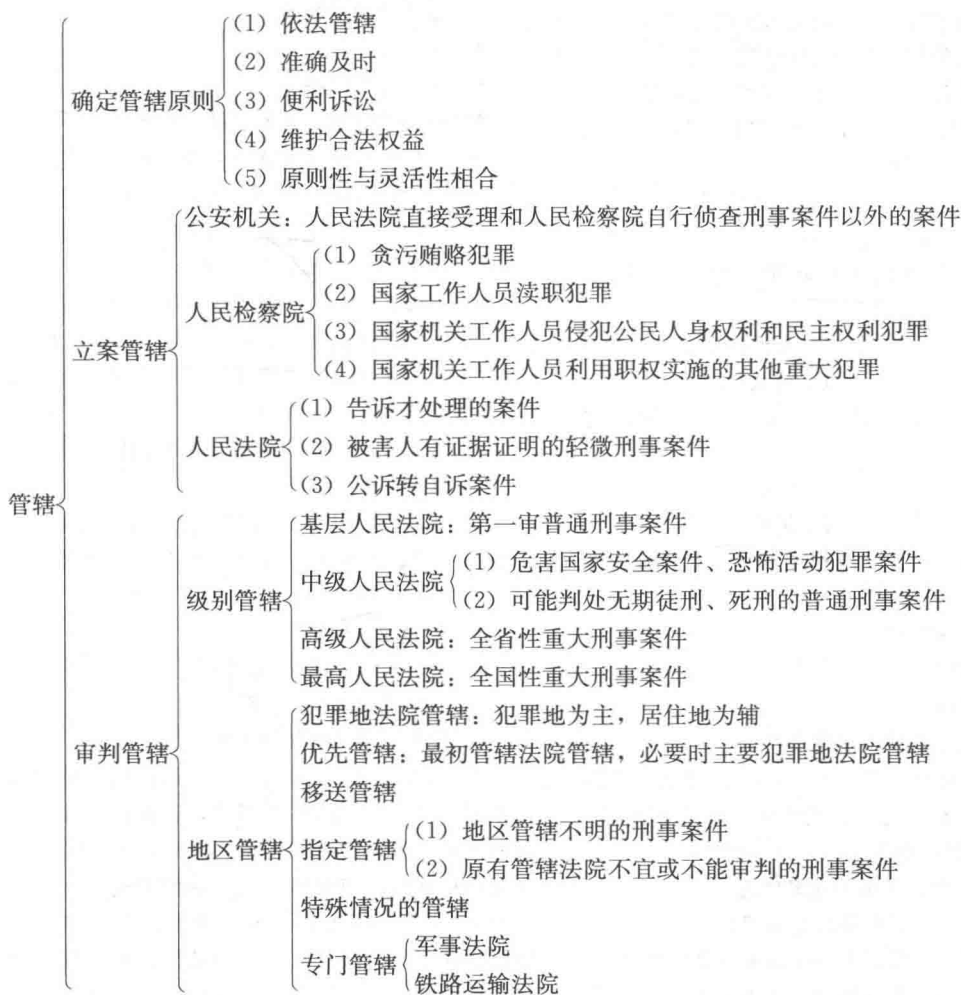 确定管辖原则
(1) 依法管辖
(2) 准确及时
(3) 便利诉讼
(4) 维护合法权益
(5) 原则性与灵活性相合
公安机关：人民法院直接受理和人民检察院自行侦查刑事案件以外的案件
人民检察院
(1) 贪污贿赂犯罪
(2) 国家工作人员渎职犯罪
(3) 国家机关工作人员侵犯公民人身权利和民主权利犯罪
(4) 国家机关工作人员利用职权实施的其他重大犯罪
立案管辖
人民法院
(1) 告诉才处理的案件
(2) 被害人有证据证明的轻微刑事案件
(3) 公诉转自诉案件
管辖
级别管辖
基层人民法院：第一审普通刑事案件
中级人民法院
(1) 危害国家安全案件、恐怖活动犯罪案件
(2) 可能判处无期徒刑、死刑的普通刑事案件
高级人民法院：全省性重大刑事案件
最高人民法院：全国性重大刑事案件
审判管辖
地区管辖
犯罪地法院管辖：犯罪地为主，居住地为辅
优先管辖：最初管辖法院管辖，必要时主要犯罪地法院管辖
移送管辖
指定管辖
(1) 地区管辖不明的刑事案件
(2) 原有管辖法院不宜或不能审判的刑事案件
特殊情况的管辖
专门管辖
军事法院
铁路运输法院